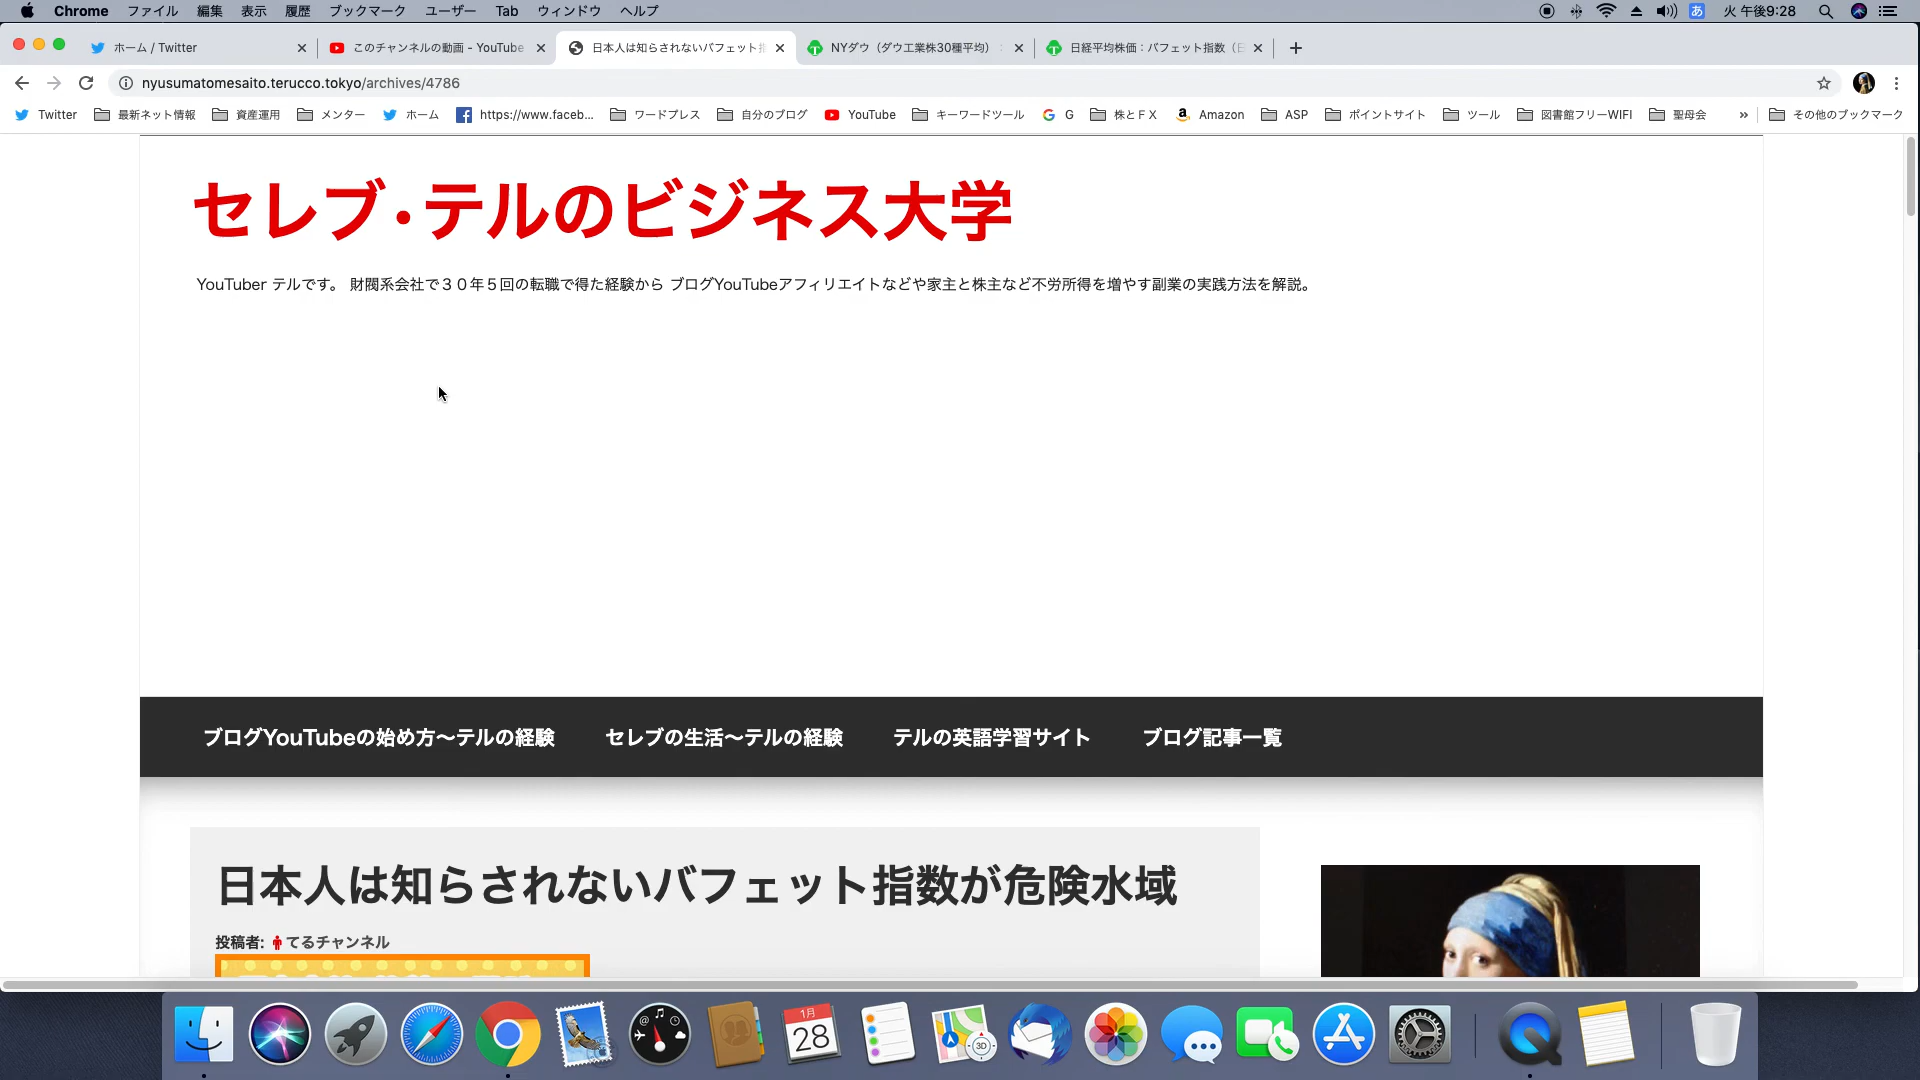 Chrome ファイル 編集 表示 履歴 ブックマーク ユーザー Tab ウィンドウ ヘルプ
あ 火 午後9:28
ホーム / Twitter
このチャンネルの動画 - YouTube
日本人は知らされないバフェット指
NYダウ（ダウ工業株30種平均）
日経平均株価：バフェット指数（日
nyusumatomesaito.terucco.tokyo/archives/4786
Twitter 最新ネット情報 資産運用 メンター ホーム https://www.faceb... ワードプレス 自分のブログ YouTube キーワードツール G 株とＦＸ Amazon ASP ポイントサイト ツール 図書館フリーWIFI 聖母会 » その他のブックマーク
セレブ・テルのビジネス大学
YouTuber テルです。 財閥系会社で３０年５回の転職で得た経験から ブログYouTubeアフィリエイトなどや家主と株主など不労所得を増やす副業の実践方法を解説。
ブログYouTubeの始め方〜テルの経験 セレブの生活〜テルの経験 テルの英語学習サイト ブログ記事一覧
日本人は知らされないバフェット指数が危険水域
投稿者: てるチャンネル
1月
28
3D